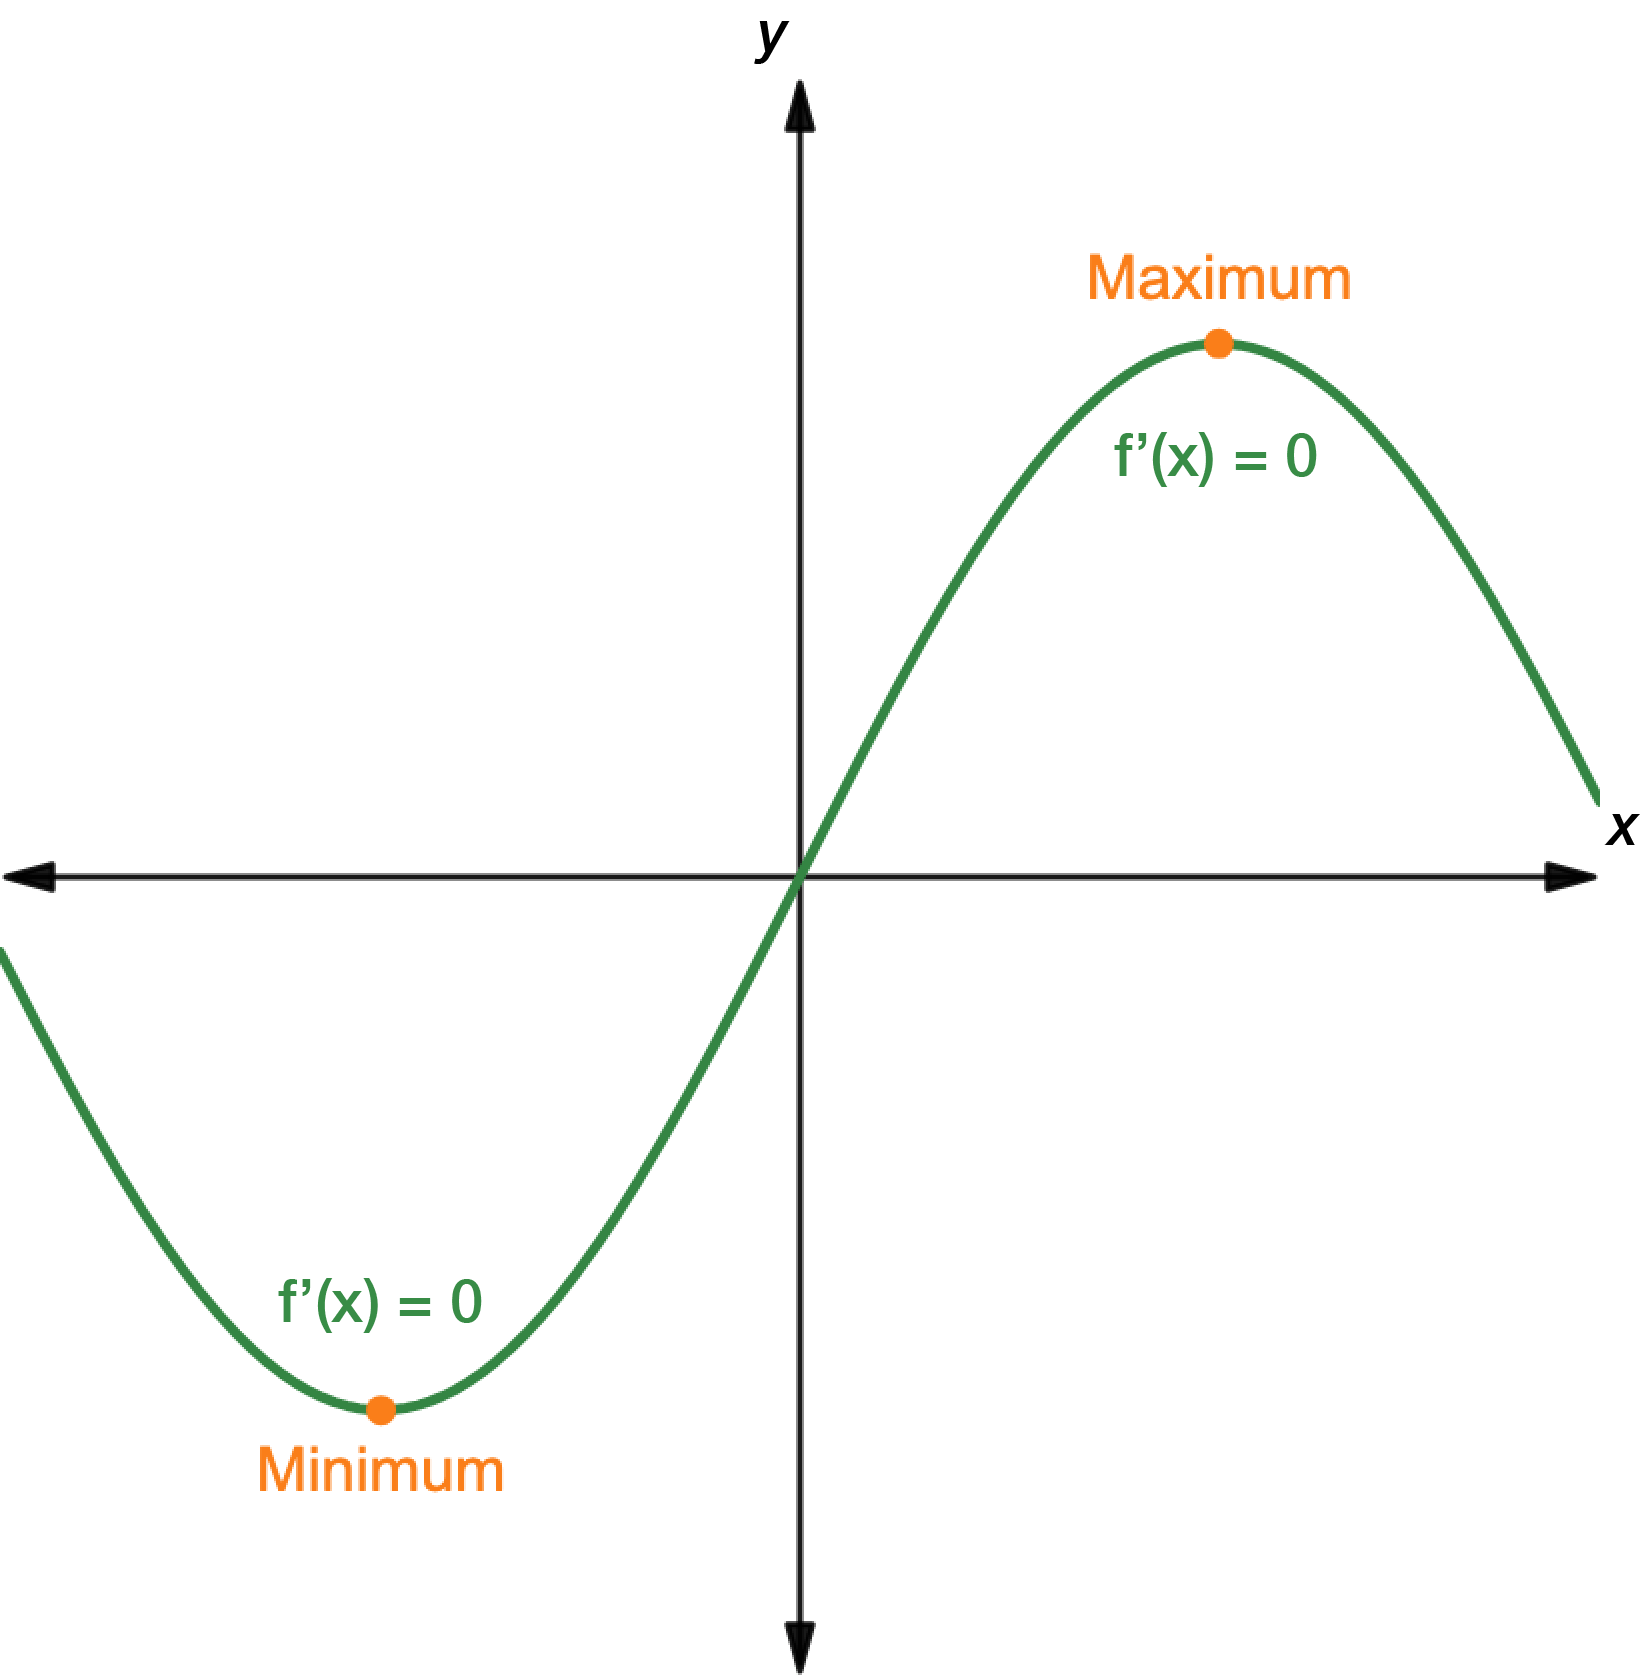 y
Maximum
f’(x) = 0
x
f’(x) = 0
Minimum